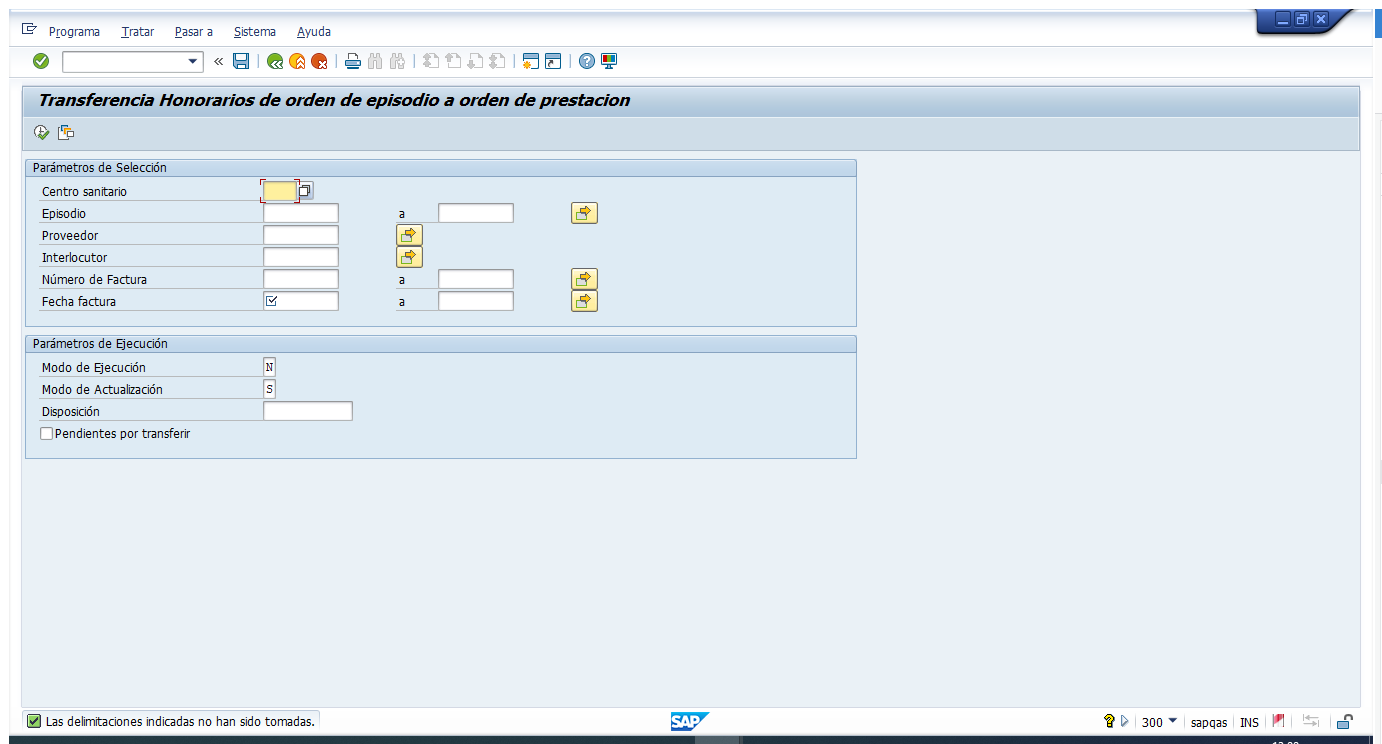 Programa Tratar Pasar a Sistema Ayuda
Transferencia Honorarios de orden de episodio a orden de prestacion
Parámetros de Selección
Centro sanitario
Episodio a
Proveedor
Interlocutor
Número de Factura a
Fecha factura a
Parámetros de Ejecución
Modo de Ejecución N
Modo de Actualización S
Disposición
Pendientes por transferir
Las delimitaciones indicadas no han sido tomadas. SAP 300 sapqas INS